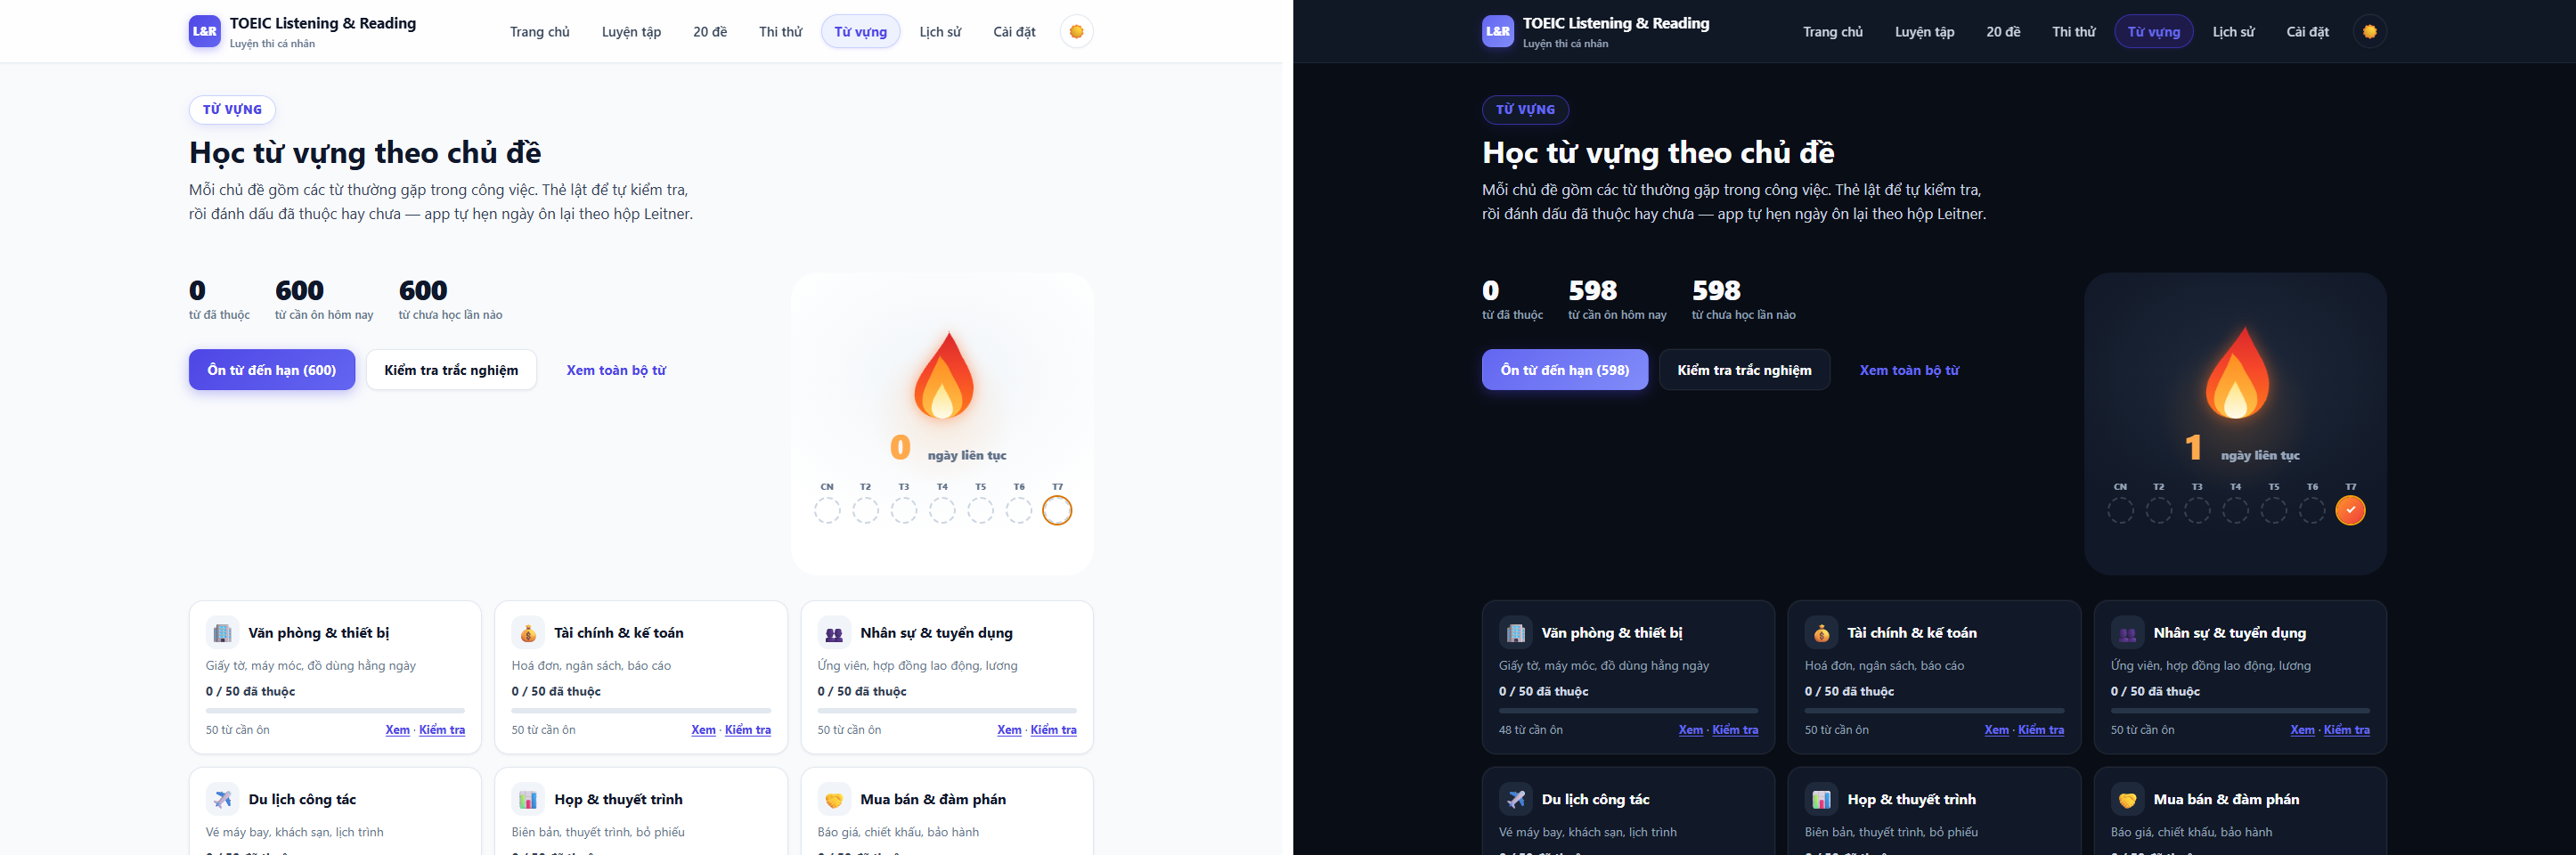 L&R
TOEIC Listening & Reading
Luyện thi cá nhân
Trang chủ
Luyện tập
20 đề
Thi thử
Từ vựng
Lịch sử
Cài đặt
TỪ VỰNG
Học từ vựng theo chủ đề
Mỗi chủ đề gồm các từ thường gặp trong công việc. Thẻ lật để tự kiểm tra,
rồi đánh dấu đã thuộc hay chưa — app tự hẹn ngày ôn lại theo hộp Leitner.
0
từ đã thuộc
600
từ cần ôn hôm nay
600
từ chưa học lần nào
Ôn từ đến hạn (600)
Kiểm tra trắc nghiệm
Xem toàn bộ từ
0 ngày liên tục
CN T2 T3 T4 T5 T6 T7
Văn phòng & thiết bị
Giấy tờ, máy móc, đồ dùng hằng ngày
0 / 50 đã thuộc
50 từ cần ôn
Xem · Kiểm tra
Tài chính & kế toán
Hoá đơn, ngân sách, báo cáo
0 / 50 đã thuộc
50 từ cần ôn
Xem · Kiểm tra
Nhân sự & tuyển dụng
Ứng viên, hợp đồng lao động, lương
0 / 50 đã thuộc
50 từ cần ôn
Xem · Kiểm tra
Du lịch công tác
Vé máy bay, khách sạn, lịch trình
Họp & thuyết trình
Biên bản, thuyết trình, bỏ phiếu
Mua bán & đàm phán
Báo giá, chiết khấu, bảo hành
L&R
TOEIC Listening & Reading
Luyện thi cá nhân
Trang chủ
Luyện tập
20 đề
Thi thử
Từ vựng
Lịch sử
Cài đặt
TỪ VỰNG
Học từ vựng theo chủ đề
Mỗi chủ đề gồm các từ thường gặp trong công việc. Thẻ lật để tự kiểm tra,
rồi đánh dấu đã thuộc hay chưa — app tự hẹn ngày ôn lại theo hộp Leitner.
0
từ đã thuộc
598
từ cần ôn hôm nay
598
từ chưa học lần nào
Ôn từ đến hạn (598)
Kiểm tra trắc nghiệm
Xem toàn bộ từ
1 ngày liên tục
CN T2 T3 T4 T5 T6 T7
Văn phòng & thiết bị
Giấy tờ, máy móc, đồ dùng hằng ngày
0 / 50 đã thuộc
48 từ cần ôn
Xem · Kiểm tra
Tài chính & kế toán
Hoá đơn, ngân sách, báo cáo
0 / 50 đã thuộc
50 từ cần ôn
Xem · Kiểm tra
Nhân sự & tuyển dụng
Ứng viên, hợp đồng lao động, lương
0 / 50 đã thuộc
50 từ cần ôn
Xem · Kiểm tra
Du lịch công tác
Vé máy bay, khách sạn, lịch trình
Họp & thuyết trình
Biên bản, thuyết trình, bỏ phiếu
Mua bán & đàm phán
Báo giá, chiết khấu, bảo hành